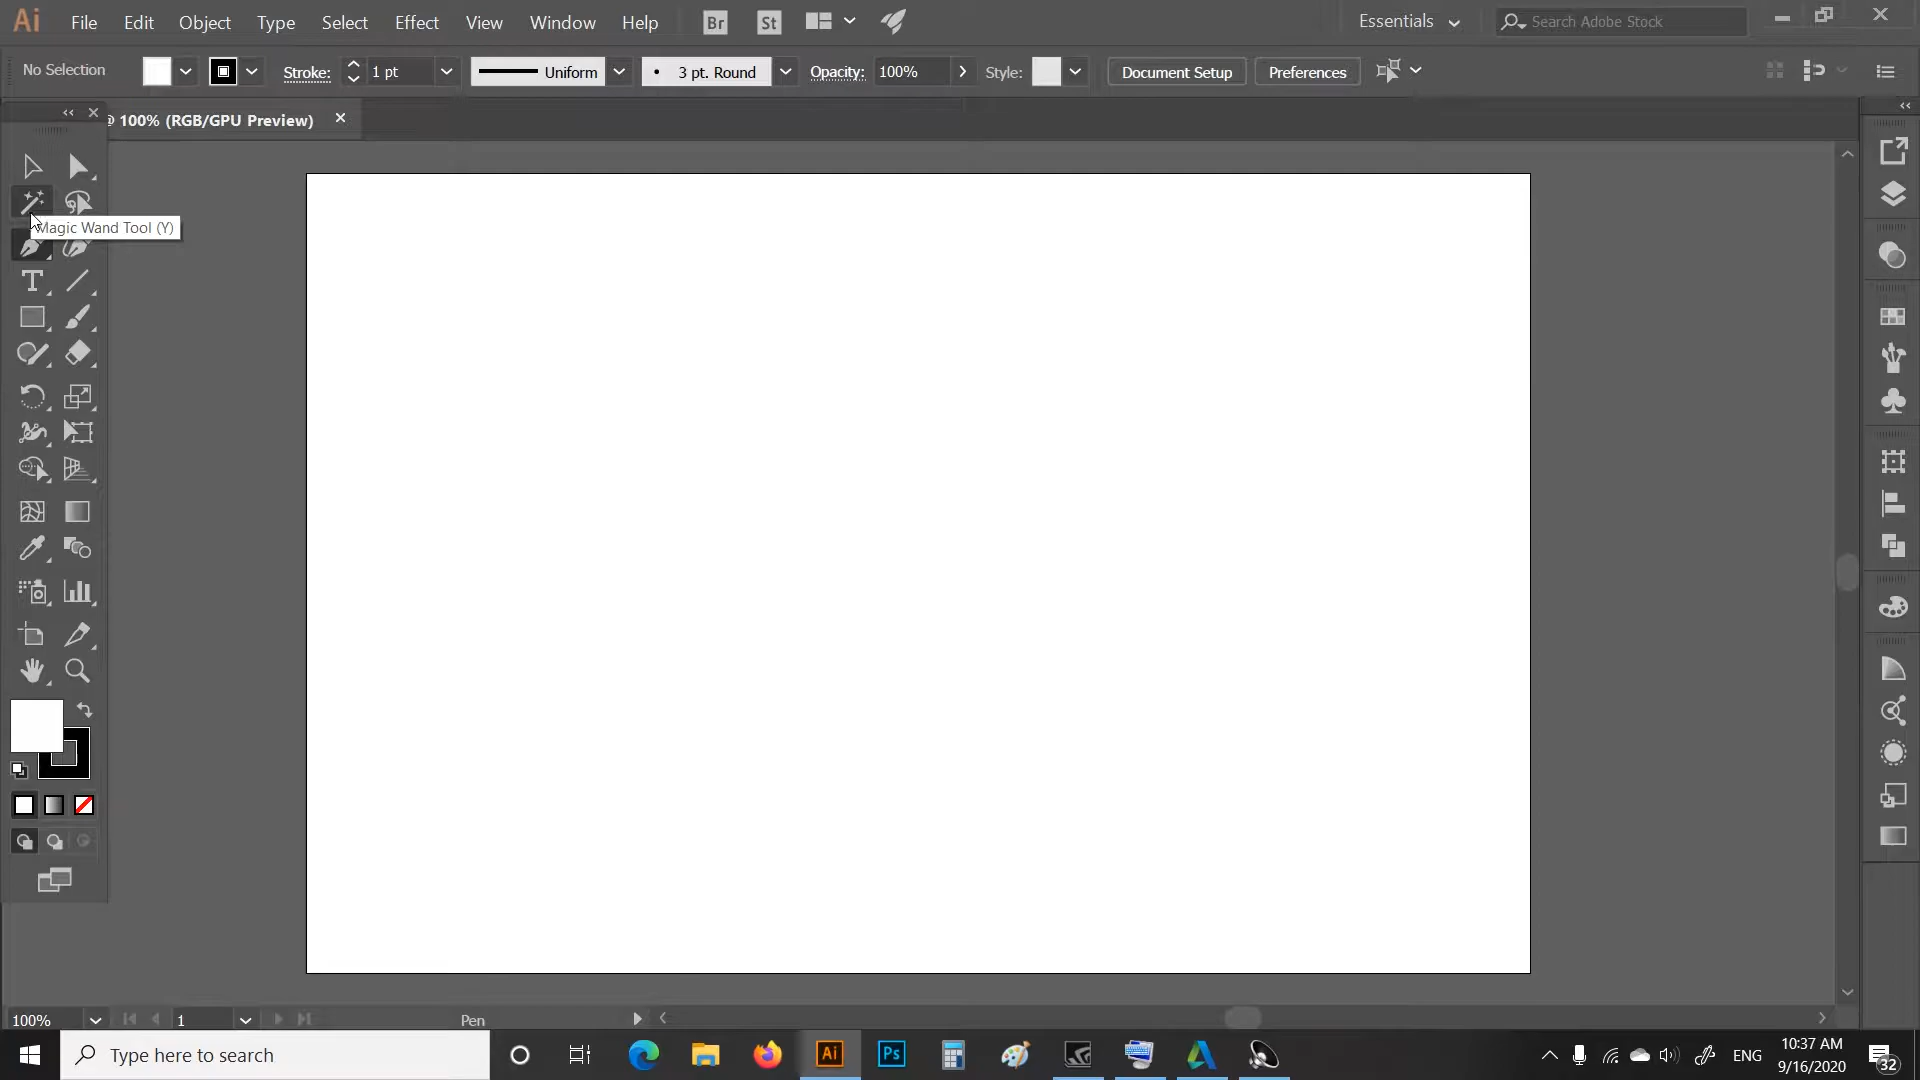 Ai File Edit Object Type Select Effect View Window Help Br St Essentials Search Adobe Stock
No Selection Stroke: 1 pt Uniform 3 pt. Round Opacity: 100% Style: Document Setup Preferences
@ 100% (RGB/GPU Preview)
Magic Wand Tool (Y)
T
100% 1 Pen
Type here to search Ai Ps ENG 10:37 AM
9/16/2020 32